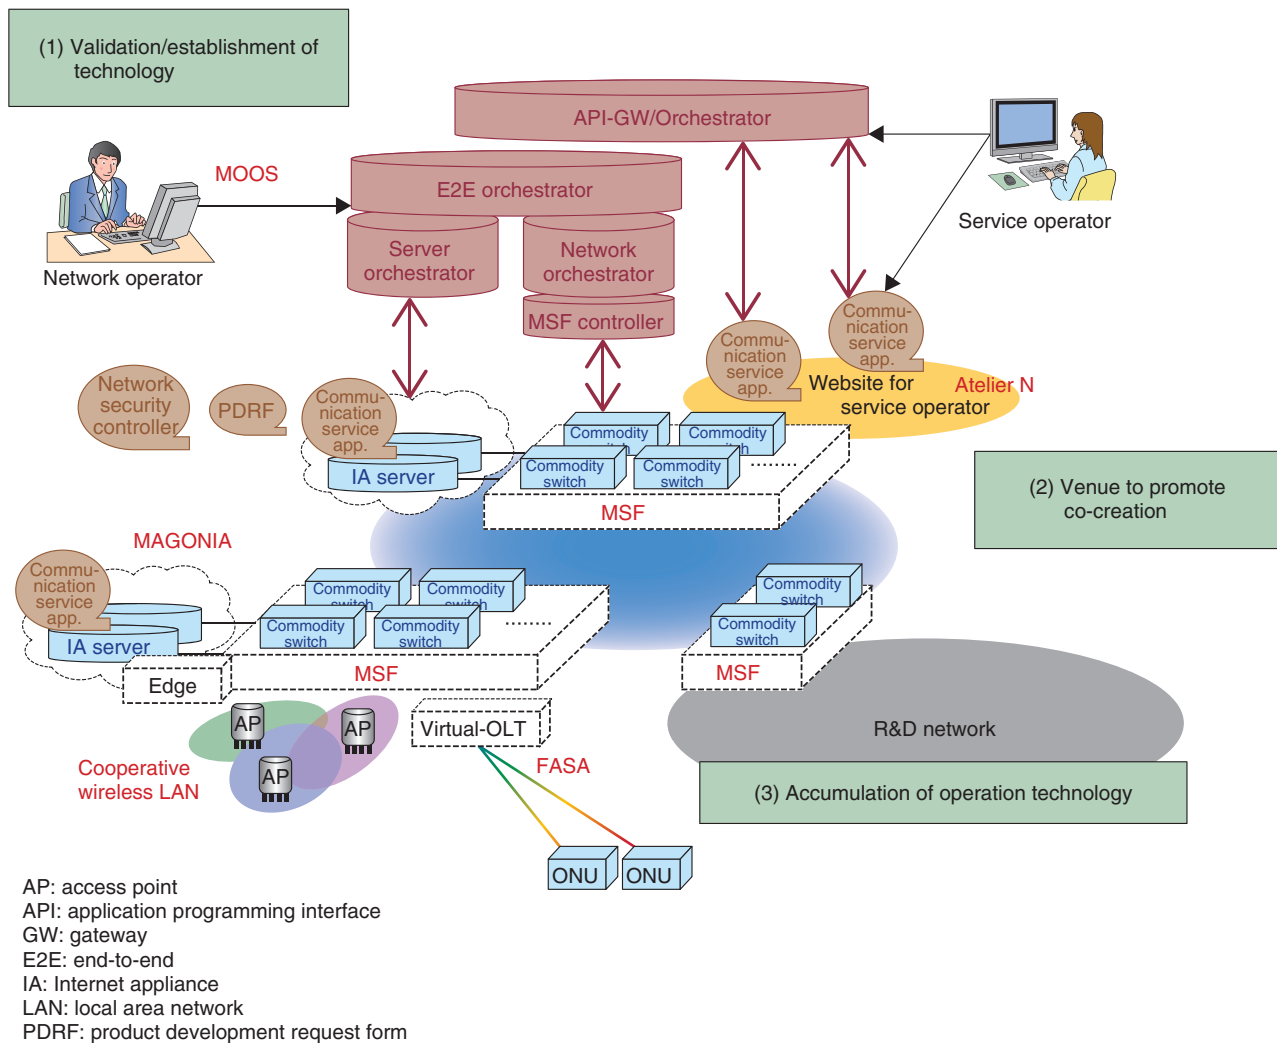 (1) Validation/establishment of
technology
API-GW/Orchestrator
MOOS
E2E orchestrator
Service operator
Server
orchestrator
Network
orchestrator
Network operator
MSF controller
Commu-
nication
service
app.
Commu-
nication
service
app.
Website for
service operator
Atelier N
Network
security
controller
PDRF
Commu-
nication
service
app.
IA server
Commodity
switch
Commodity
switch
Commodity
switch
Commodity
switch
........
MSF
(2) Venue to promote
co-creation
MAGONIA
Commu-
nication
service
app.
IA server
Edge
Commodity
switch
Commodity
switch
Commodity
switch
Commodity
switch
........
MSF
Commodity
switch
Commodity
switch
MSF
R&D network
AP
AP
AP
Virtual-OLT
Cooperative
wireless LAN
FASA
(3) Accumulation of operation technology
ONU
ONU
AP: access point
API: application programming interface
GW: gateway
E2E: end-to-end
IA: Internet appliance
LAN: local area network
PDRF: product development request form